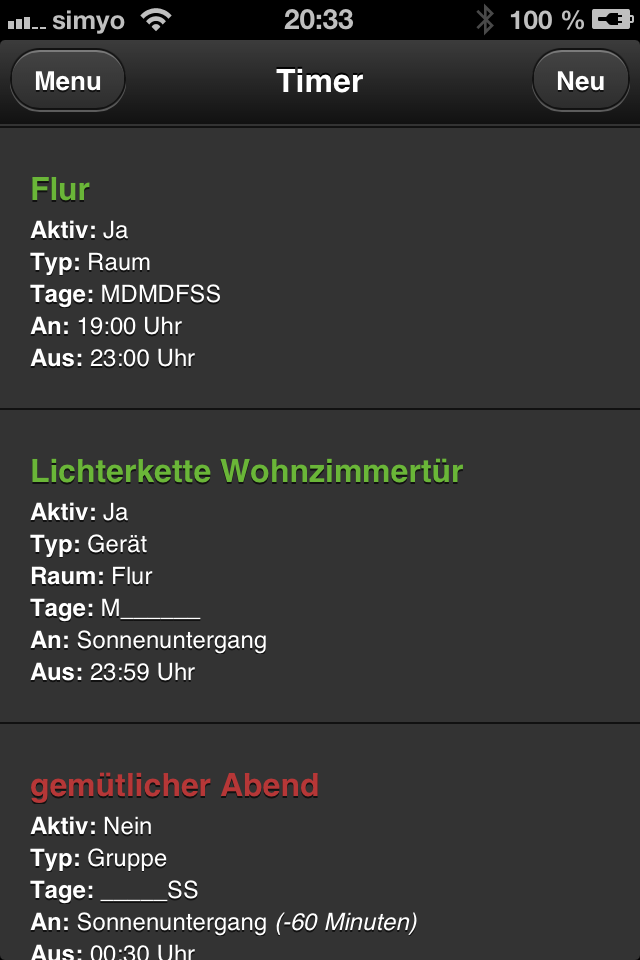 simyo 20:33 100 %
Menu Timer Neu
Flur
Aktiv: Ja
Typ: Raum
Tage: MDMDFSS
An: 19:00 Uhr
Aus: 23:00 Uhr
Lichterkette Wohnzimmertür
Aktiv: Ja
Typ: Gerät
Raum: Flur
Tage: M______
An: Sonnenuntergang
Aus: 23:59 Uhr
gemütlicher Abend
Aktiv: Nein
Typ: Gruppe
Tage: _____SS
An: Sonnenuntergang (-60 Minuten)
Aus: 00:30 Uhr